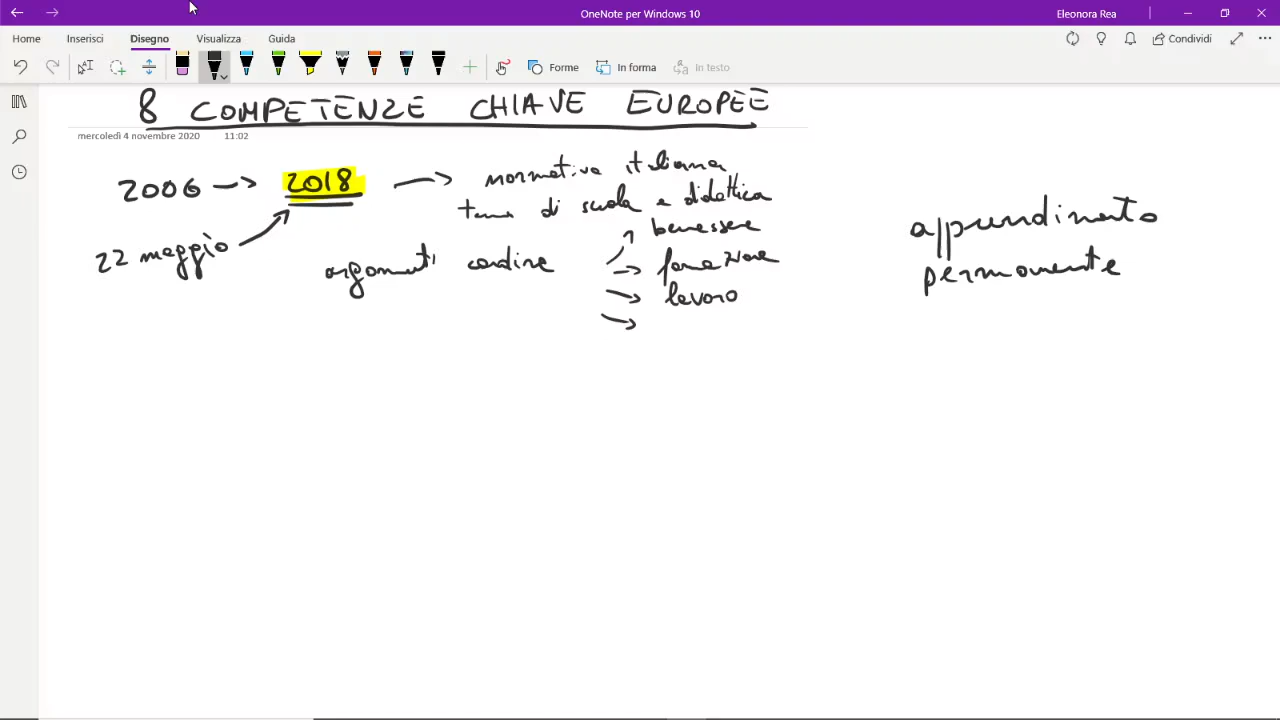 OneNote per Windows 10
Eleonora Rea
Home Inserisci Disegno Visualizza Guida
Condividi
Forme In forma In testo
8 COMPETENZE CHIAVE EUROPEE
mercoledì 4 novembre 2020 11:02
2006 → 2018 → normativa italiana
tema di scuola e didattica
22 maggio
argomenti cardine
→ benessere
→ formazione
→ lavoro
→
apprendimento
permanente